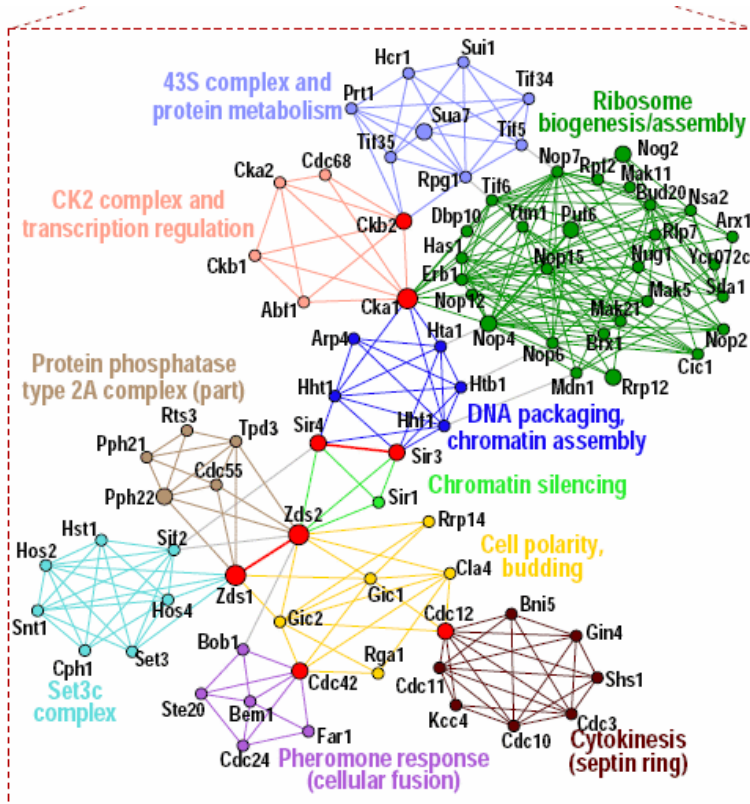 Hcr1
Sui1
43S complex and
protein metabolism
Prt1
Tif34
Sua7
Tif35
Tif5
Rpg1
Ribosome
biogenesis/assembly
Nog2
Nop7
Rpf2
Mak11
Bud20
Nsa2
Tif6
Dbp10
Ytm1
Puf6
Rlp7
Arx1
Has1
Nop15
Nug1
Ycr072c
Erb1
Nop12
Mak5
Sda1
Mak21
Nop4
Nop6
Brx1
Nop2
Cic1
Mdn1
Rrp12
Cka2
Cdc68
CK2 complex and
transcription regulation
Ckb2
Ckb1
Abf1
Cka1
Arp4
Hta1
Hht1
Htb1
Hhf1
DNA packaging,
chromatin assembly
Protein phosphatase
type 2A complex (part)
Rts3
Tpd3
Pph21
Cdc55
Pph22
Sir4
Sir3
Chromatin silencing
Sir1
Zds2
Rrp14
Cell polarity,
budding
Hst1
Hos2
Sif2
Zds1
Hos4
Snt1
Cph1
Set3
Set3c
complex
Cla4
Gic1
Gic2
Cdc12
Bni5
Gin4
Rga1
Bob1
Cdc42
Cdc11
Shs1
Ste20
Bem1
Kcc4
Cdc3
Far1
Cdc10
Cdc24
Cytokinesis
(septin ring)
Pheromone response
(cellular fusion)